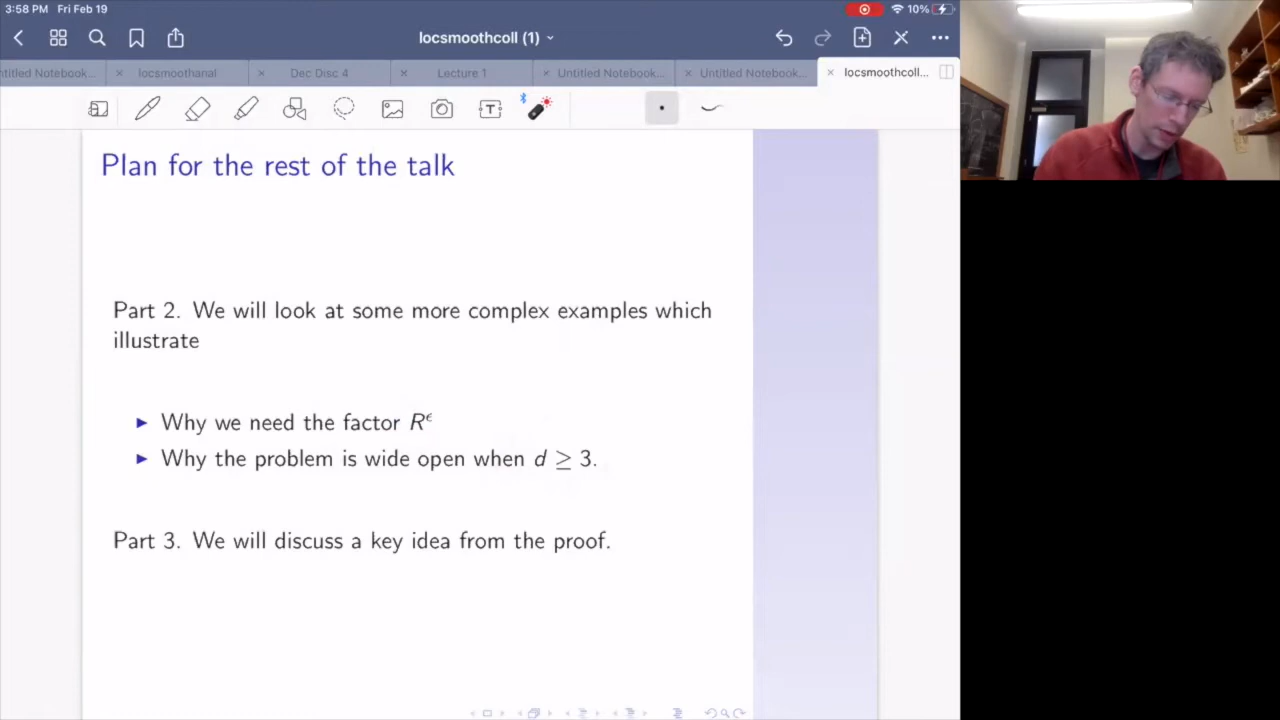 3:58 PM Fri Feb 19
10%
locsmoothcoll (1)
ntitled Notebook...
locsmoothanal
Dec Disc 4
Lecture 1
Untitled Notebook...
Untitled Notebook...
locsmoothcoll...
T
Plan for the rest of the talk
Part 2. We will look at some more complex examples which
illustrate
► Why we need the factor R^ϵ
► Why the problem is wide open when d ≥ 3.
Part 3. We will discuss a key idea from the proof.